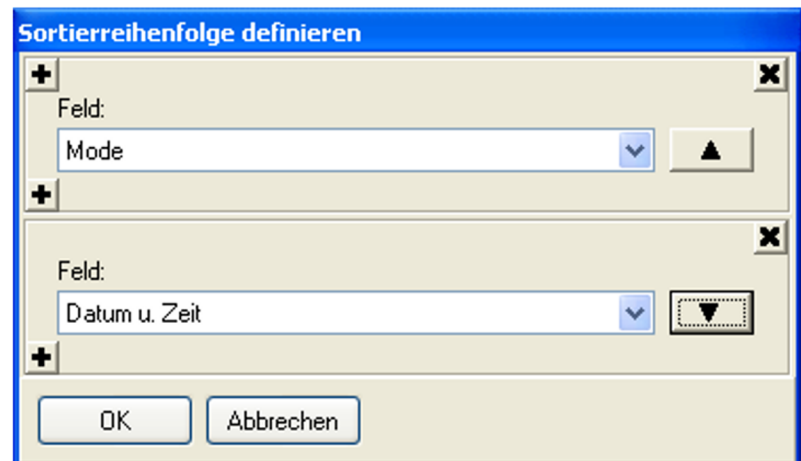 Sortierreihenfolge definieren
Feld:
Mode
Feld:
Datum u. Zeit
OK Abbrechen